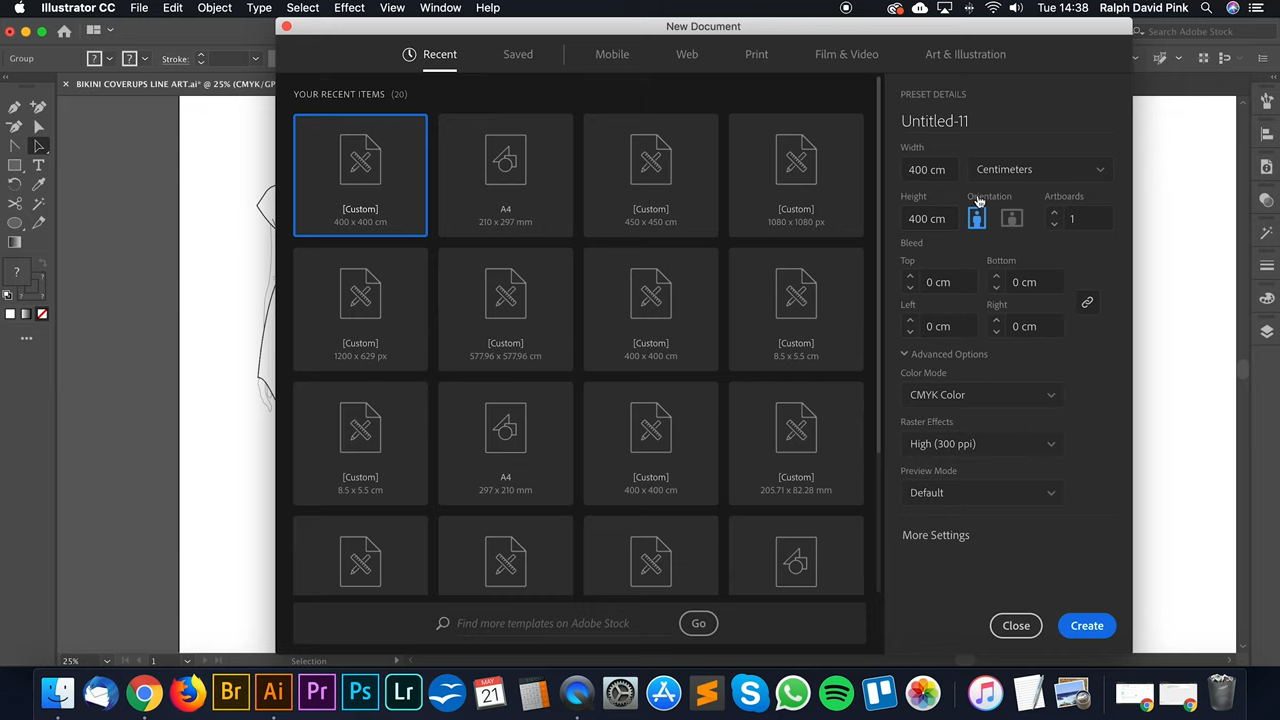 Illustrator CC File Edit Object Type Select Effect View Window Help Tue 14:38 Ralph David Pink
New Document
Search Adobe Stock
Group Stroke:
Recent Saved Mobile Web Print Film & Video Art & Illustration
BIKINI COVERUPS LINE ART.ai* @ 25% (CMYK/GP
YOUR RECENT ITEMS (20)
[Custom]
400 x 400 cm
A4
210 x 297 mm
[Custom]
450 x 450 cm
[Custom]
1080 x 1080 px
[Custom]
1200 x 629 px
[Custom]
577.96 x 577.96 cm
[Custom]
400 x 400 cm
[Custom]
8.5 x 5.5 cm
[Custom]
8.5 x 5.5 cm
A4
297 x 210 mm
[Custom]
400 x 400 cm
[Custom]
205.71 x 82.28 mm
Find more templates on Adobe Stock Go
PRESET DETAILS
Untitled-11
Width
400 cm Centimeters
Height Orientation Artboards
400 cm 1
Bleed
Top Bottom
0 cm 0 cm
Left Right
0 cm 0 cm
Advanced Options
Color Mode
CMYK Color
Raster Effects
High (300 ppi)
Preview Mode
Default
More Settings
Close Create
? ?
?
25% 1 Selection
Br Ai Pr Ps Lr
MAY
21